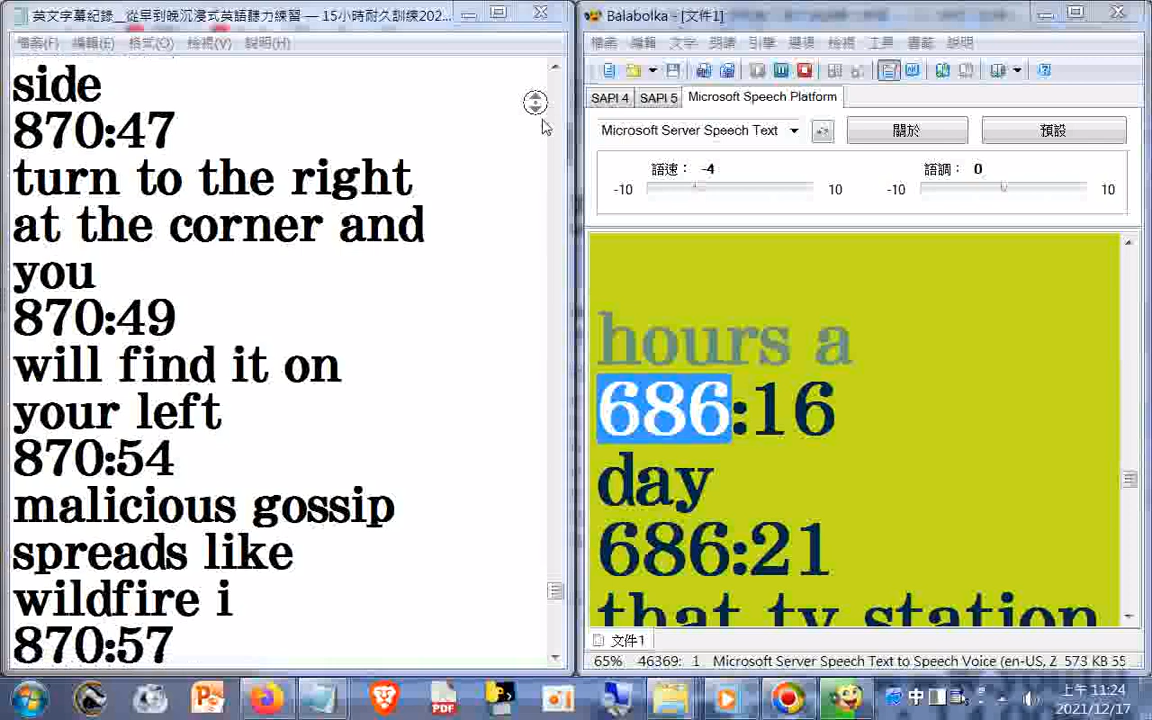 英文字幕紀錄__從早到晚沉浸式英語聽力練習 — 15小時耐久訓練202...
檔案(F) 編輯(E) 格式(O) 檢視(V) 說明(H)
side
870:47
turn to the right
at the corner and
you
870:49
will find it on
your left
870:54
malicious gossip
spreads like
wildfire i
870:57
Balabolka - [文件1]
檔案 編輯 文字 朗讀 引擎 選項 檢視 工具 書籤 說明
SAPI 4 SAPI 5 Microsoft Speech Platform
Microsoft Server Speech Text 關於 預設
語速： -4 語調： 0
-10 10 -10 10
hours a
686:16
day
686:21
that tv station
文件1
65% 46369: 1 Microsoft Server Speech Text to Speech Voice (en-US, Z 573 KB 55
PDF 中 上午 11:24
2021/12/17